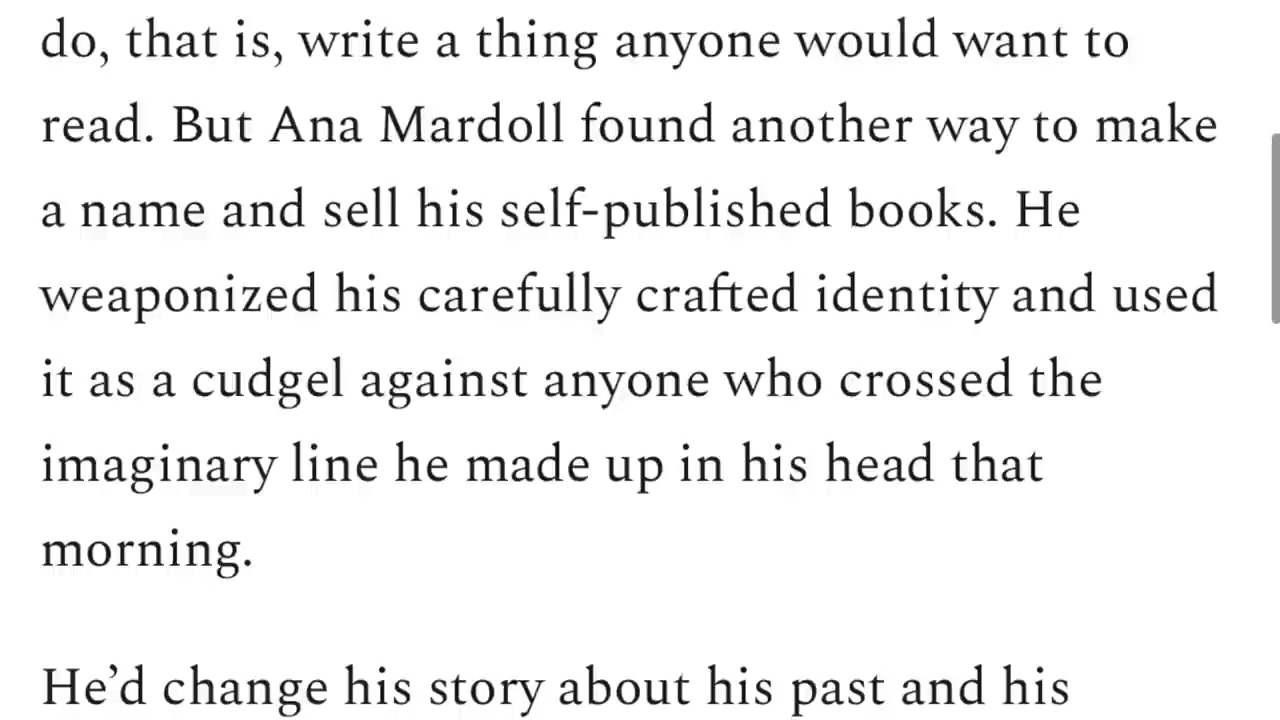 do, that is, write a thing anyone would want to
read. But Ana Mardoll found another way to make
a name and sell his self-published books. He
weaponized his carefully crafted identity and used
it as a cudgel against anyone who crossed the
imaginary line he made up in his head that
morning.
He’d change his story about his past and his